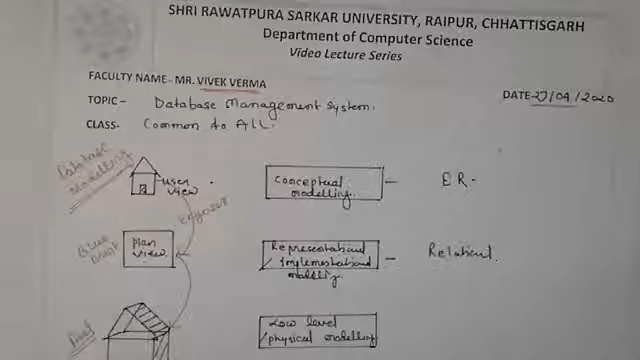 SHRI RAWATPURA SARKAR UNIVERSITY, RAIPUR, CHHATTISGARH
Department of Computer Science
Video Lecture Series
FACULTY NAME- MR. VIVEK VERMA
DATE-27/04/2020
TOPIC- Database Management System.
CLASS- Common to All.
Database
Modelling
user
view
Conceptual
modelling
- ER-
plan
view
Representational
/ implementational
modelling
- Relational.
Low level
/physical modelling